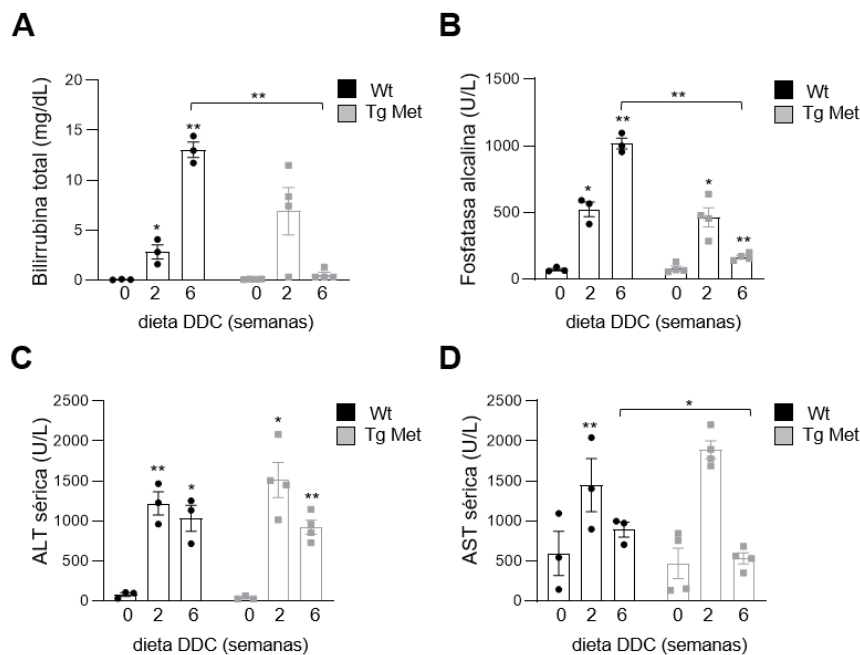 A
Bilirrubina total (mg/dL)
20
15
10
5
0
*
**
**
0 2 6 0 2 6
dieta DDC (semanas)
Wt
Tg Met
B
Fosfatasa alcalina (U/L)
1500
1000
500
0
*
**
**
*
**
0 2 6 0 2 6
dieta DDC (semanas)
Wt
Tg Met
C
ALT sérica (U/L)
2500
2000
1500
1000
500
0
**
*
*
**
0 2 6 0 2 6
dieta DDC (semanas)
Wt
Tg Met
D
AST sérica (U/L)
2500
2000
1500
1000
500
0
**
*
0 2 6 0 2 6
dieta DDC (semanas)
Wt
Tg Met